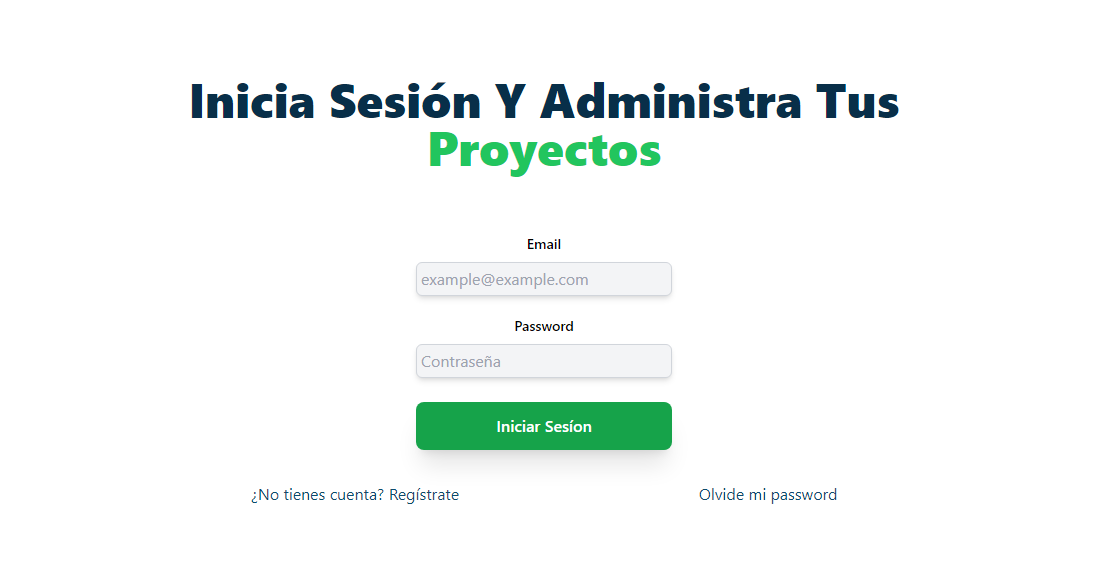 Inicia Sesión Y Administra Tus
Proyectos
Email
example@example.com
Password
Contraseña
Iniciar Sesíon
¿No tienes cuenta? Regístrate
Olvide mi password